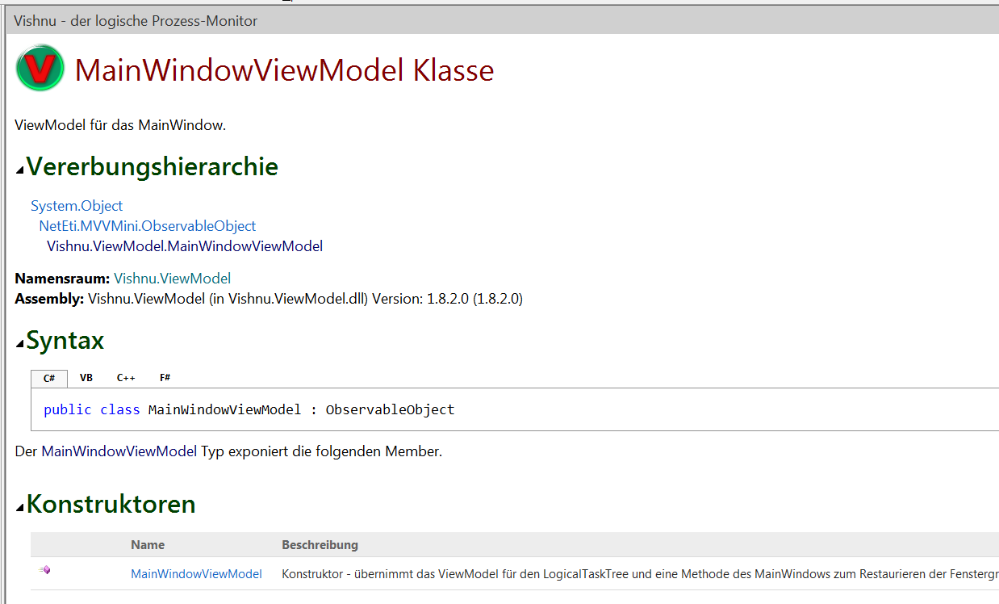 Vishnu - der logische Prozess-Monitor
V MainWindowViewModel Klasse
ViewModel für das MainWindow.
Vererbungshierarchie
System.Object
NetEti.MVVMini.ObservableObject
Vishnu.ViewModel.MainWindowViewModel
Namensraum: Vishnu.ViewModel
Assembly: Vishnu.ViewModel (in Vishnu.ViewModel.dll) Version: 1.8.2.0 (1.8.2.0)
Syntax
C# VB C++ F#
public class MainWindowViewModel : ObservableObject
Der MainWindowViewModel Typ exponiert die folgenden Member.
Konstruktoren
Name Beschreibung
MainWindowViewModel Konstruktor - übernimmt das ViewModel für den LogicalTaskTree und eine Methode des MainWindows zum Restaurieren der